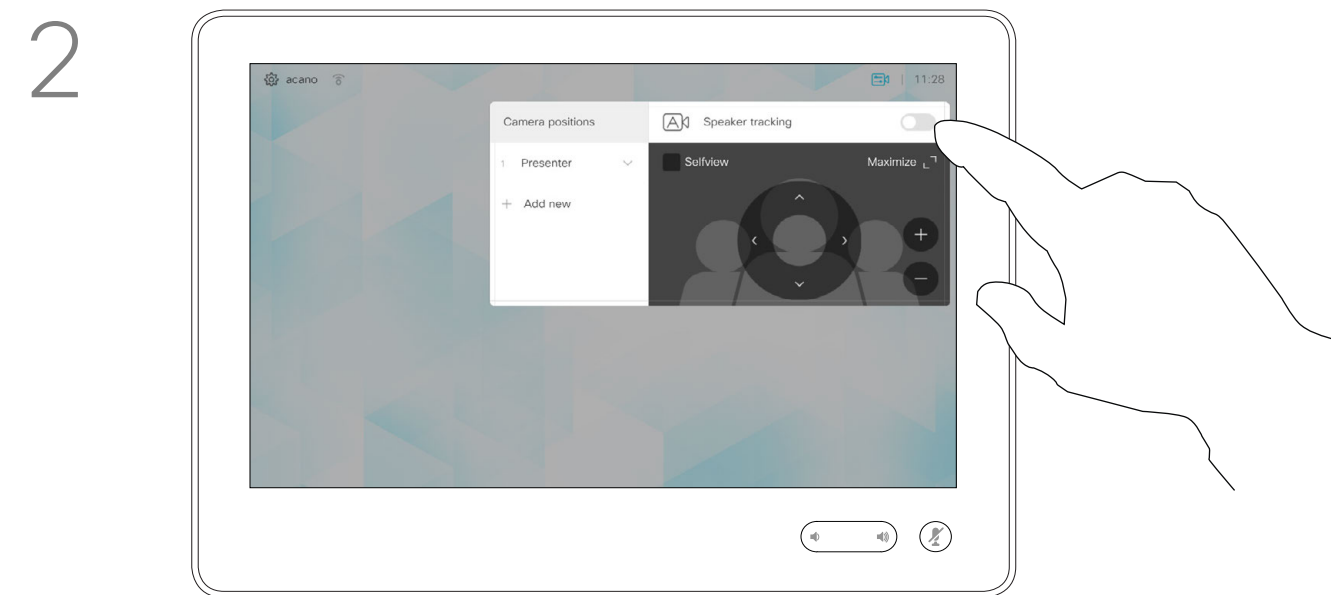 2
acano
11:28
Camera positions
Speaker tracking
1 Presenter
Selfview
Maximize
+ Add new